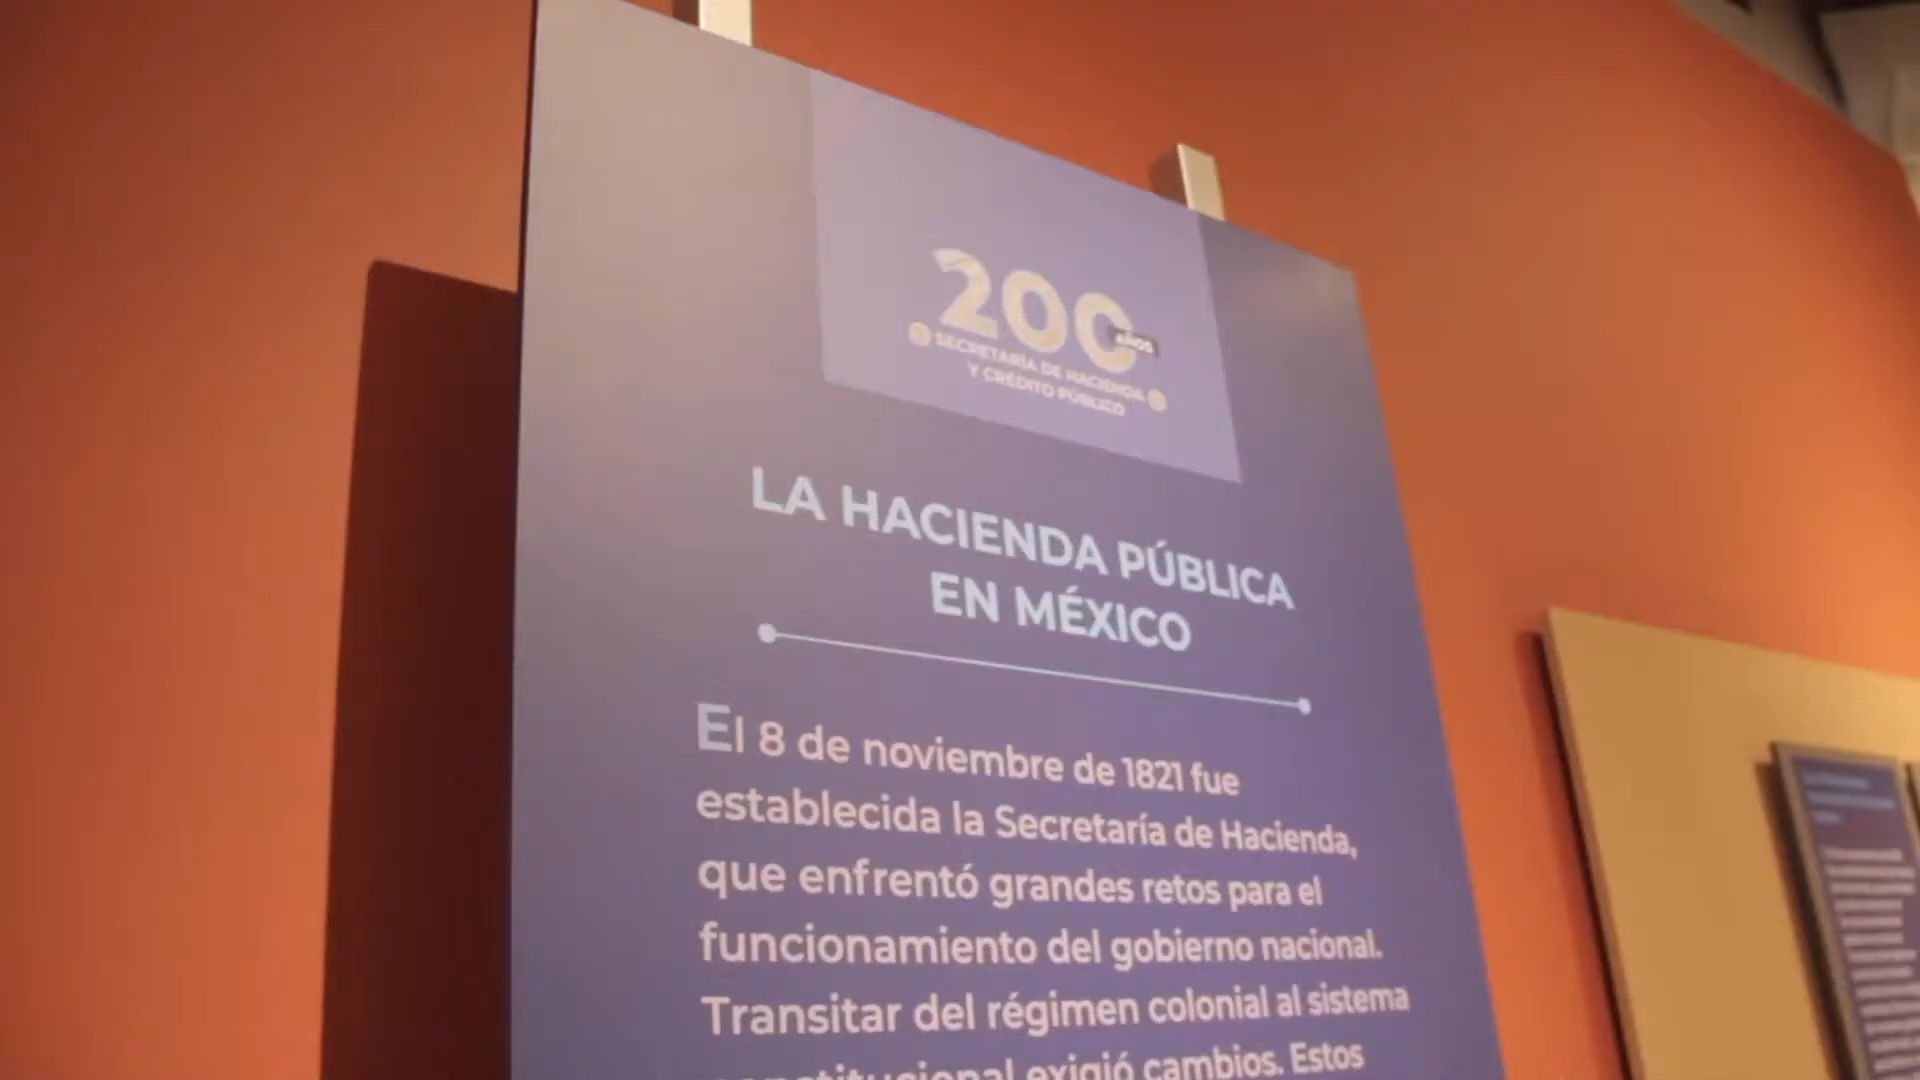 200
AÑOS
SECRETARÍA DE HACIENDA
Y CRÉDITO PÚBLICO
LA HACIENDA PÚBLICA
EN MÉXICO
El 8 de noviembre de 1821 fue
establecida la Secretaría de Hacienda,
que enfrentó grandes retos para el
funcionamiento del gobierno nacional.
Transitar del régimen colonial al sistema
constitucional exigió cambios. Estos